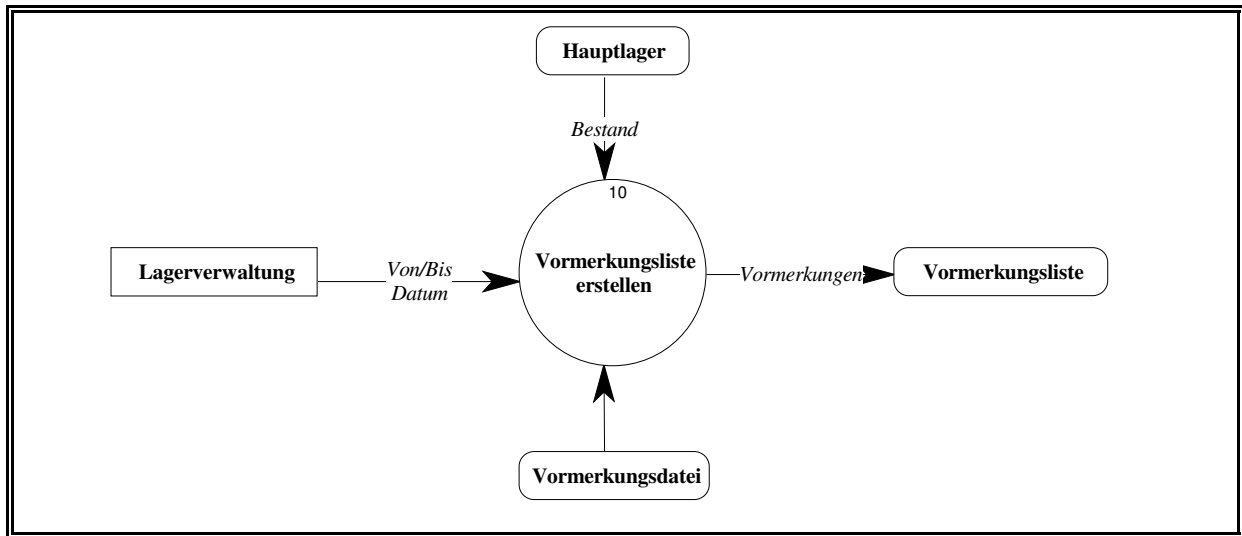 Hauptlager
Bestand
10
Lagerverwaltung
Von/Bis
Datum
Vormerkungsliste
erstellen
Vormerkungen
Vormerkungsliste
Vormerkungsdatei